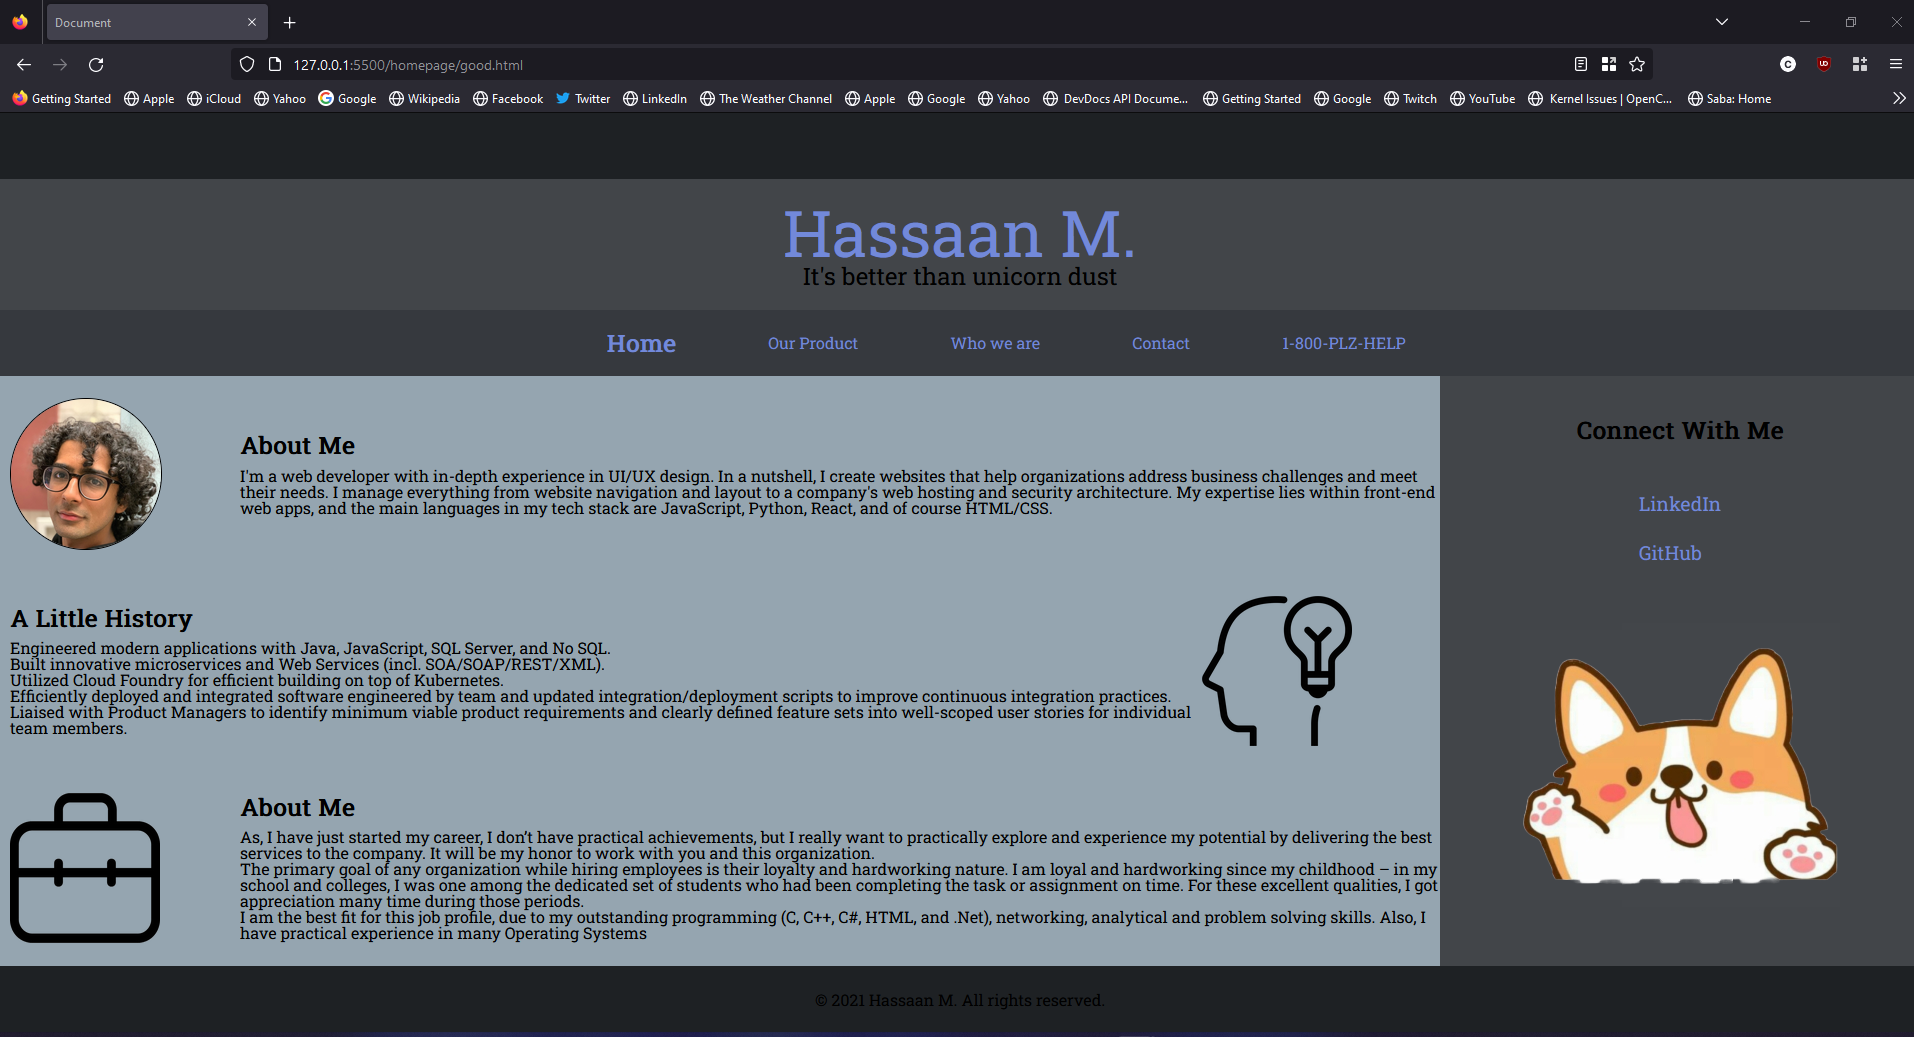 Document
127.0.0.1:5500/homepage/good.html
Getting Started Apple iCloud Yahoo Google Wikipedia Facebook Twitter LinkedIn The Weather Channel Apple Google Yahoo DevDocs API Docume... Getting Started Google Twitch YouTube Kernel Issues | OpenC... Saba: Home
Hassaan M.
It's better than unicorn dust
Home Our Product Who we are Contact 1-800-PLZ-HELP
About Me
I'm a web developer with in-depth experience in UI/UX design. In a nutshell, I create websites that help organizations address business challenges and meet
their needs. I manage everything from website navigation and layout to a company's web hosting and security architecture. My expertise lies within front-end
web apps, and the main languages in my tech stack are JavaScript, Python, React, and of course HTML/CSS.
A Little History
Engineered modern applications with Java, JavaScript, SQL Server, and No SQL.
Built innovative microservices and Web Services (incl. SOA/SOAP/REST/XML).
Utilized Cloud Foundry for efficient building on top of Kubernetes.
Efficiently deployed and integrated software engineered by team and updated integration/deployment scripts to improve continuous integration practices.
Liaised with Product Managers to identify minimum viable product requirements and clearly defined feature sets into well-scoped user stories for individual
team members.
About Me
As, I have just started my career, I don't have practical achievements, but I really want to practically explore and experience my potential by delivering the best
services to the company. It will be my honor to work with you and this organization.
The primary goal of any organization while hiring employees is their loyalty and hardworking nature. I am loyal and hardworking since my childhood – in my
school and colleges, I was one among the dedicated set of students who had been completing the task or assignment on time. For these excellent qualities, I got
appreciation many time during those periods.
I am the best fit for this job profile, due to my outstanding programming (C, C++, C#, HTML, and .Net), networking, analytical and problem solving skills. Also, I
have practical experience in many Operating Systems
Connect With Me
LinkedIn
GitHub
© 2021 Hassaan M. All rights reserved.